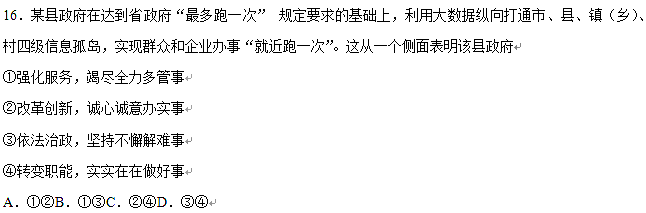 16．某县政府在达到省政府“最多跑一次” 规定要求的基础上，利用大数据纵向打通市、县、镇（乡）、
村四级信息孤岛，实现群众和企业办事“就近跑一次”。这从一个侧面表明该县政府
①强化服务，竭尽全力多管事
②改革创新，诚心诚意办实事
③依法治政，坚持不懈解难事
④转变职能，实实在在做好事
A．①②B．①③C．②④D．③④